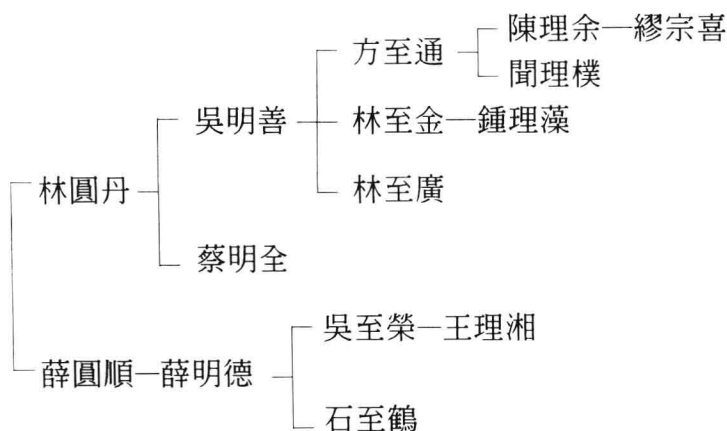 陳理余—繆宗喜
方至通
聞理樸
吳明善
林至金—鍾理藻
林圓丹
林至廣
蔡明全
吳至榮—王理湘
薛圓順—薛明德
石至鶴